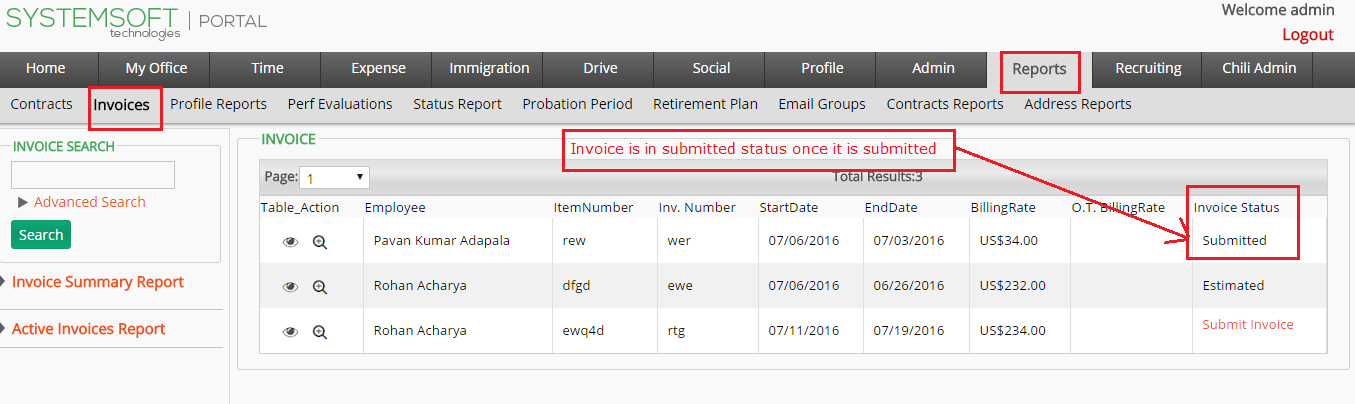 SYSTEMSOFT technologies | PORTAL
Welcome admin
Logout
Home My Office Time Expense Immigration Drive Social Profile Admin Reports Recruiting Chili Admin
Contracts Invoices Profile Reports Perf Evaluations Status Report Probation Period Retirement Plan Email Groups Contracts Reports Address Reports
INVOICE SEARCH
Advanced Search
Search
Invoice Summary Report
Active Invoices Report
INVOICE
Invoice is in submitted status once it is submitted
Page: 1 Total Results:3
Table_Action Employee ItemNumber Inv. Number StartDate EndDate BillingRate O.T. BillingRate Invoice Status
Pavan Kumar Adapala rew wer 07/06/2016 07/03/2016 US$34.00 Submitted
Rohan Acharya dfgd ewe 07/06/2016 06/26/2016 US$232.00 Estimated
Rohan Acharya ewq4d rtg 07/11/2016 07/19/2016 US$234.00 Submit Invoice